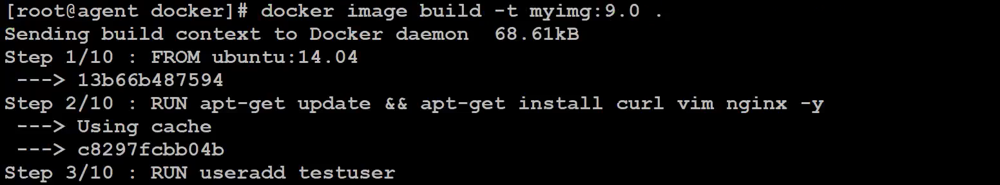 [root@agent docker]# docker image build -t myimg:9.0 .
Sending build context to Docker daemon  68.61kB
Step 1/10 : FROM ubuntu:14.04
 ---> 13b66b487594
Step 2/10 : RUN apt-get update && apt-get install curl vim nginx -y
 ---> Using cache
 ---> c8297fcbb04b
Step 3/10 : RUN useradd testuser